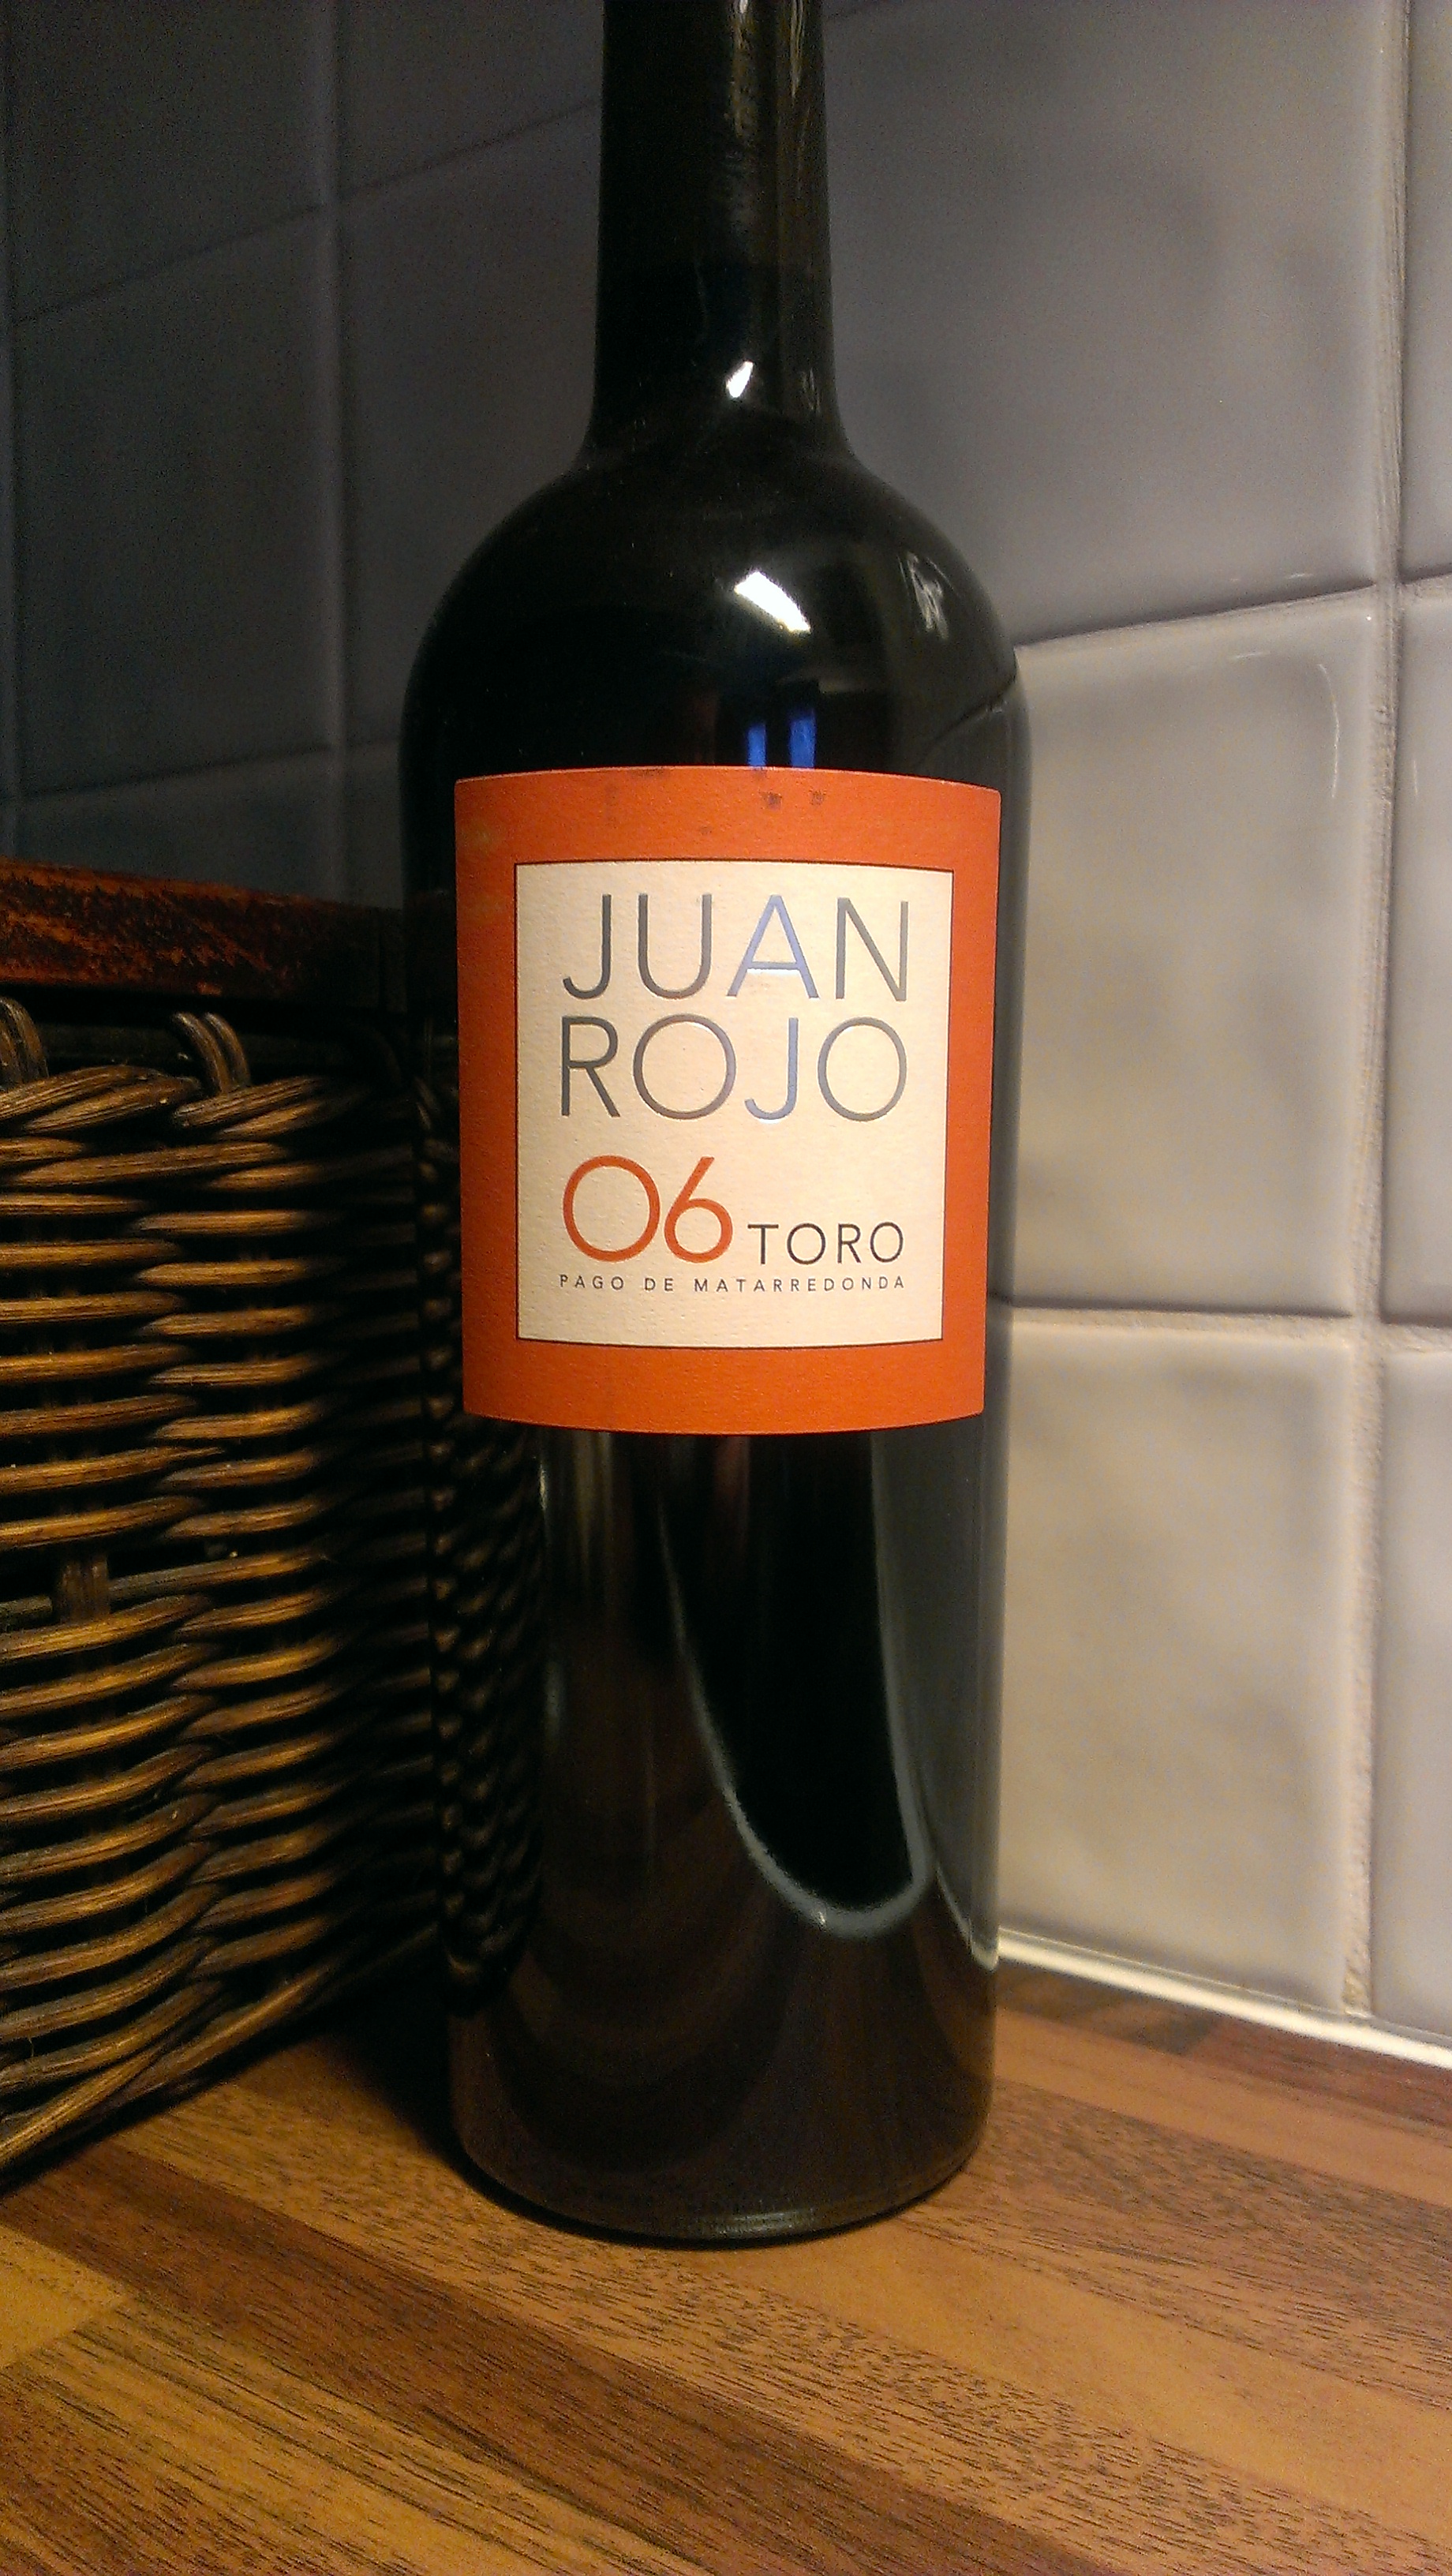 JUAN
ROJO
06 TORO
PAGO DE MATARREDONDA